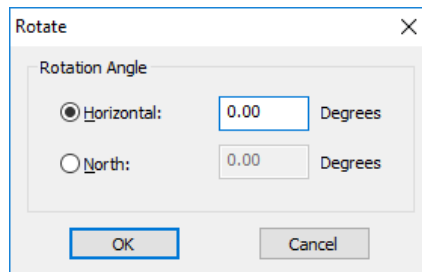 Rotate
Rotation Angle
Horizontal: 0.00 Degrees
North: 0.00 Degrees
OK Cancel